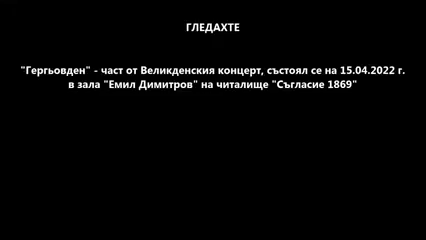 ГЛЕДАХТЕ
"Гергьовден" - част от Великденския концерт, състоял се на 15.04.2022 г.
в зала "Емил Димитров" на читалище "Съгласие 1869"